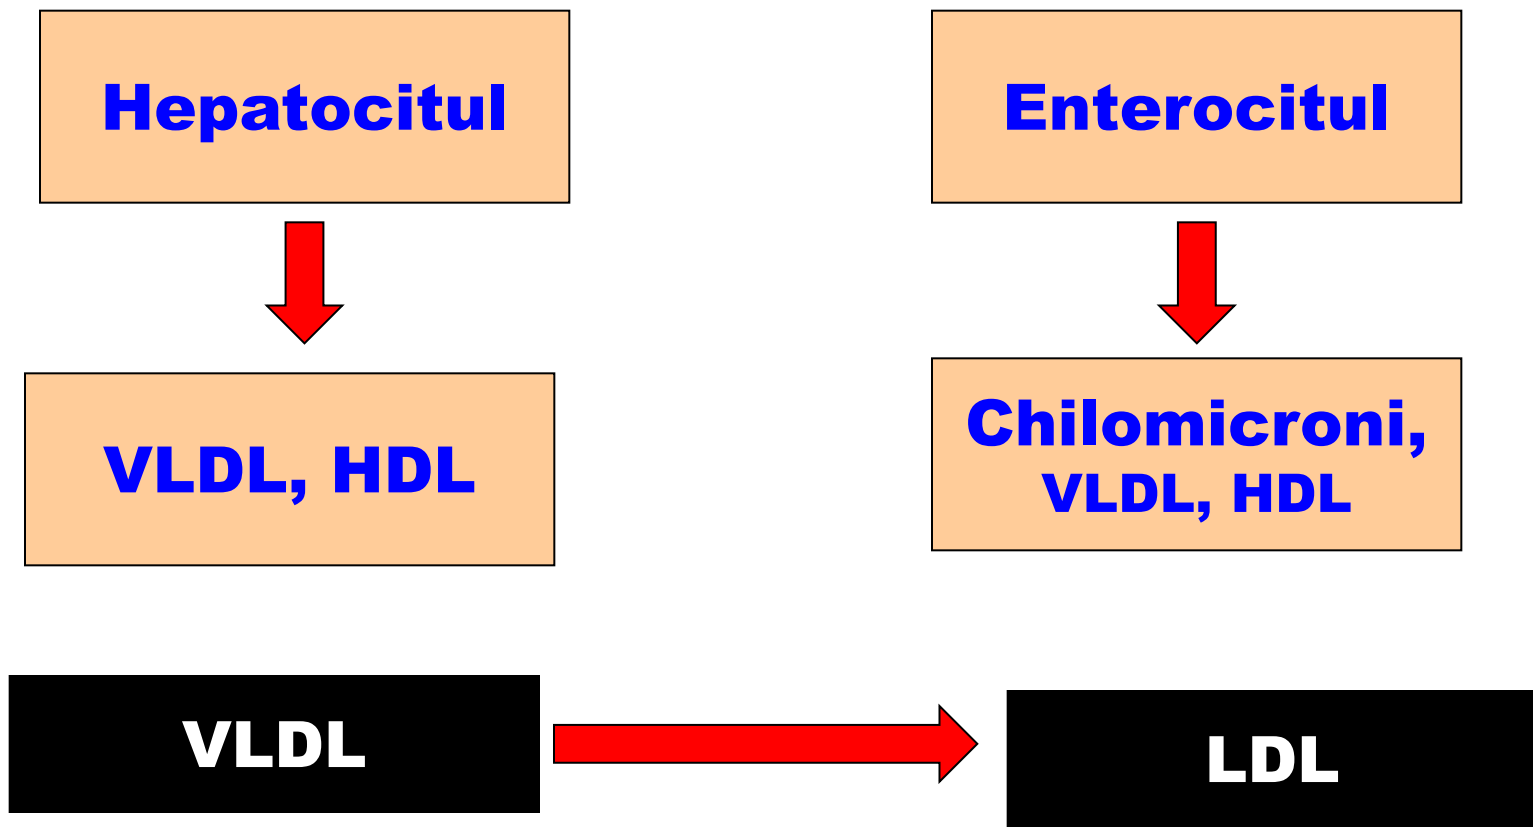 Hepatocitul
Enterocitul
VLDL, HDL
Chilomicroni,
VLDL, HDL
VLDL
LDL